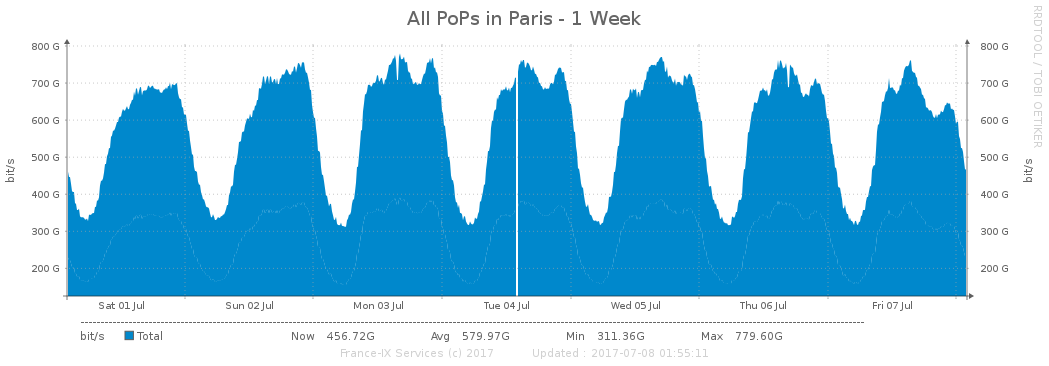 All PoPs in Paris - 1 Week
RRDTOOL / TOBI OETIKER
800 G 800 G
700 G 700 G
600 G 600 G
500 G 500 G
400 G 400 G
300 G 300 G
200 G 200 G
bit/s
bit/s
Sat 01 Jul Sun 02 Jul Mon 03 Jul Tue 04 Jul Wed 05 Jul Thu 06 Jul Fri 07 Jul
bit/s Total Now 456.72G Avg 579.97G Min 311.36G Max 779.60G
France-IX Services (c) 2017 Updated : 2017-07-08 01:55:11